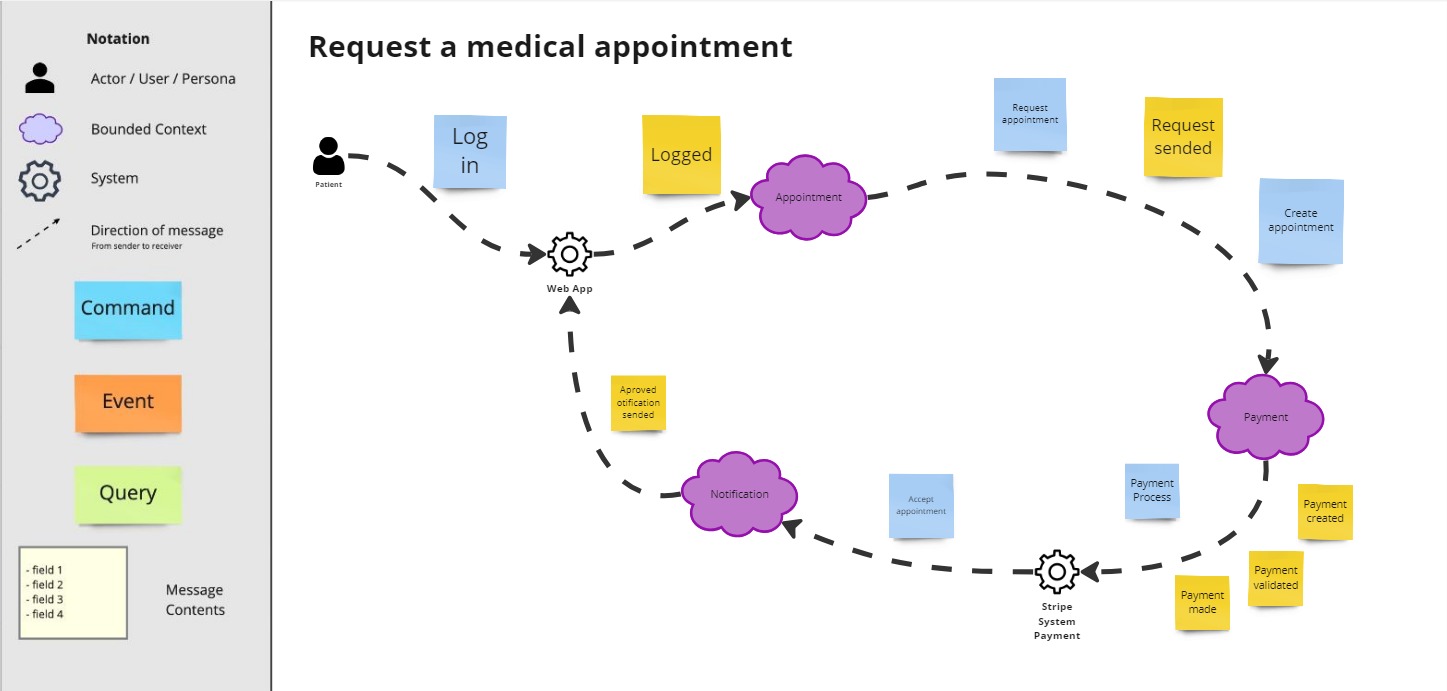 Notation
Actor / User / Persona
Bounded Context
System
Direction of message
From sender to receiver
Command
Event
Query
- field 1
- field 2
- field 3
- field 4
Message
Contents
Request a medical appointment
Patient
Log
in
Logged
Web App
Appointment
Request
appointment
Request
sended
Create
appointment
Payment
Payment
Process
Payment
created
Payment
validated
Payment
made
Stripe
System
Payment
Accept
appointment
Notification
Aproved
otification
sended